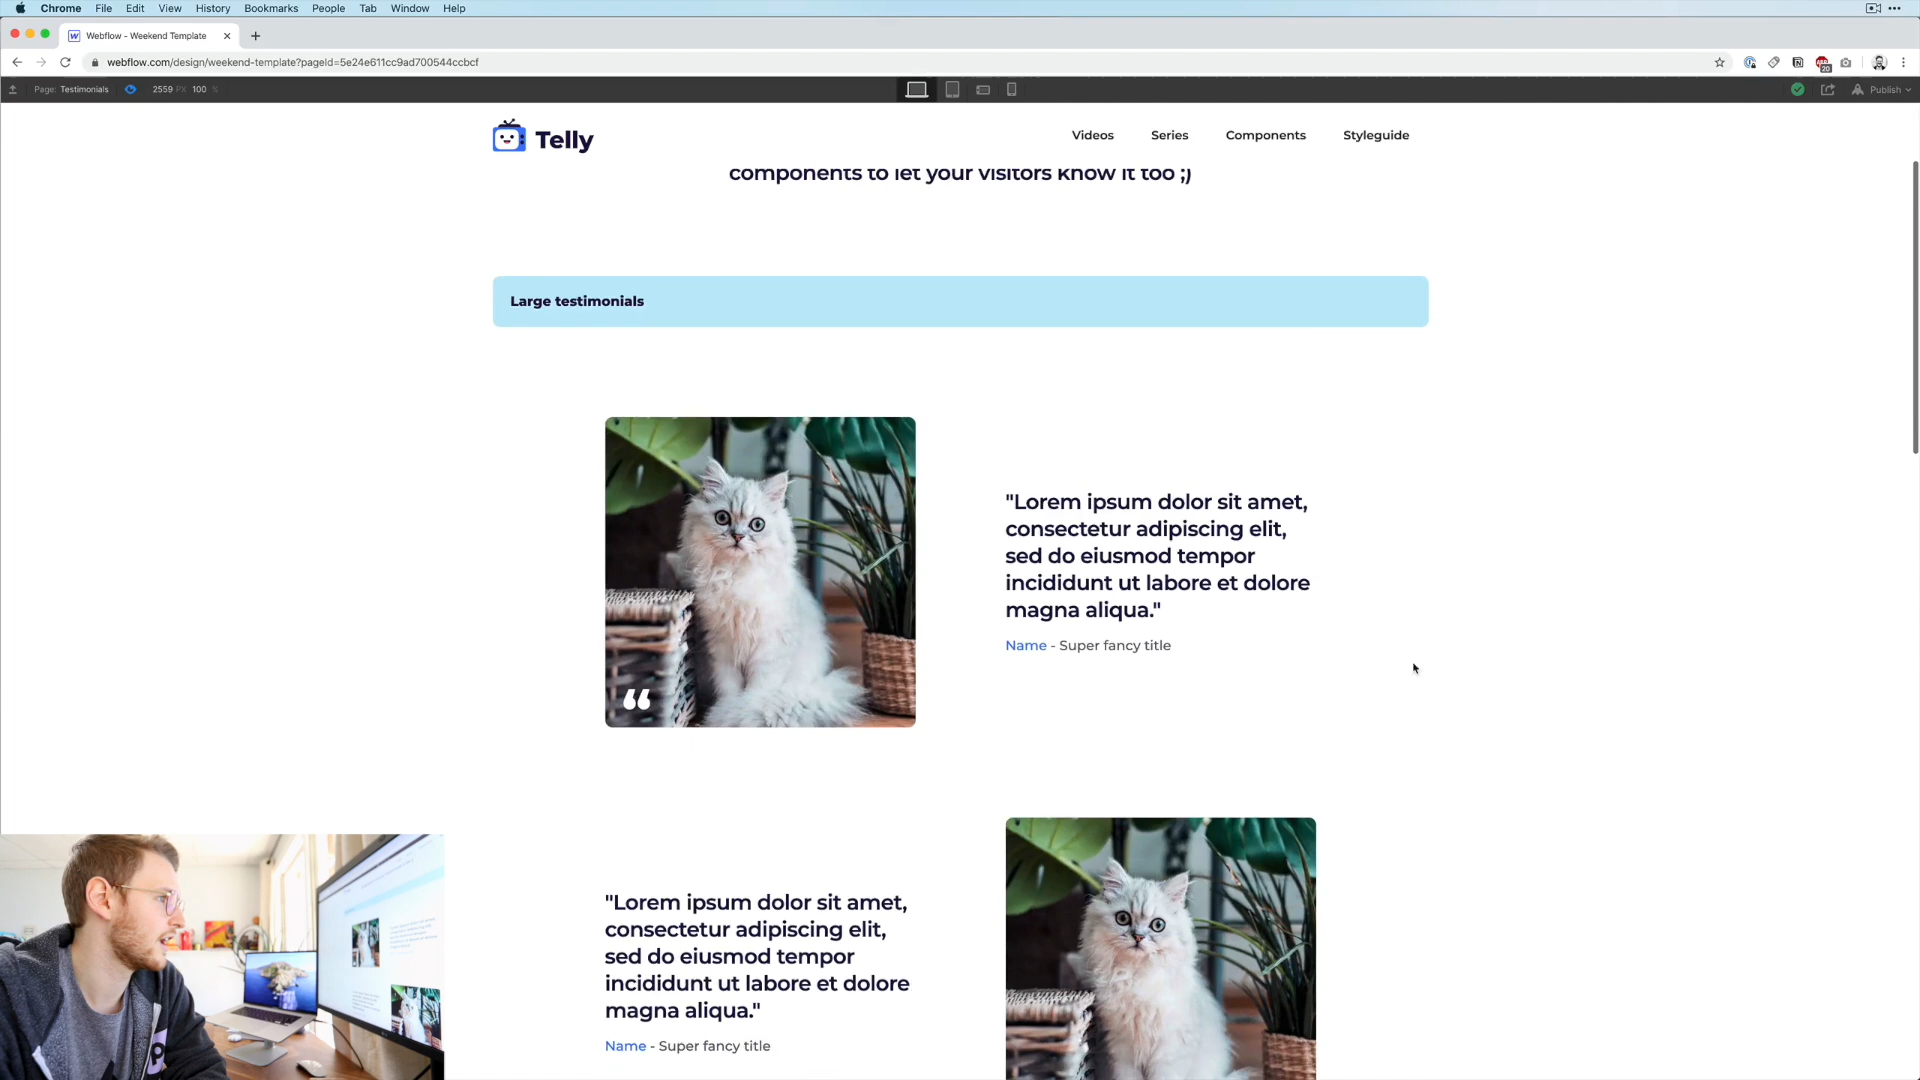 Chrome File Edit View History Bookmarks People Tab Window Help
Webflow - Weekend Template
webflow.com/design/weekend-template?pageId=5e24e611cc9ad700544ccbcf
20
Page: Testimonials 2559 PX 100 % Publish
Telly Videos Series Components Styleguide
components to let your visitors know it too ;)
Large testimonials
"Lorem ipsum dolor sit amet,
consectetur adipiscing elit,
sed do eiusmod tempor
incididunt ut labore et dolore
magna aliqua."
Name - Super fancy title
"Lorem ipsum dolor sit amet,
consectetur adipiscing elit,
sed do eiusmod tempor
incididunt ut labore et dolore
magna aliqua."
Name - Super fancy title